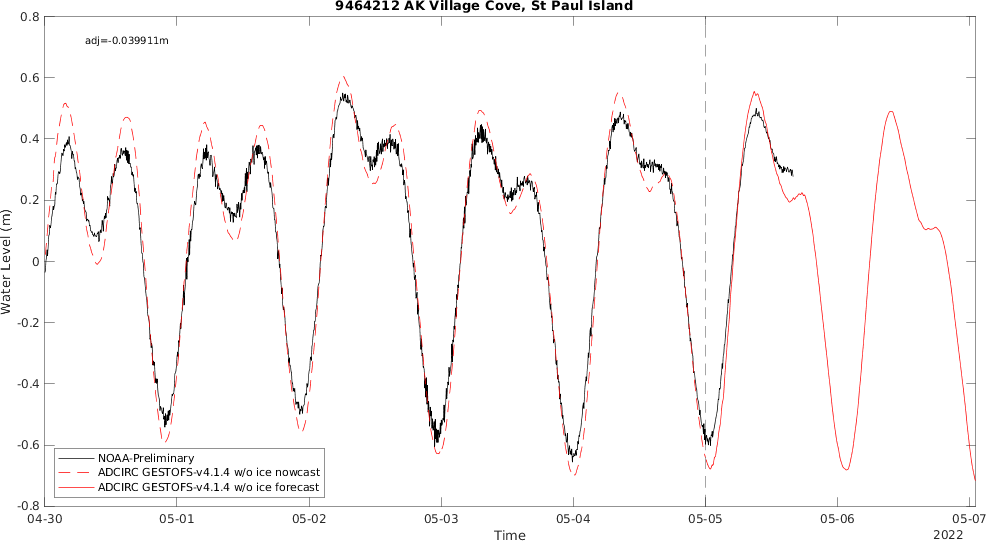 9464212 AK Village Cove, St Paul Island
adj=-0.039911m
0.8
0.6
0.4
0.2
0
-0.2
-0.4
-0.6
-0.8
Water Level (m)
NOAA-Preliminary
ADCIRC GESTOFS-v4.1.4 w/o ice nowcast
ADCIRC GESTOFS-v4.1.4 w/o ice forecast
04-30 05-01 05-02 05-03 05-04 05-05 05-06 05-07
Time
2022